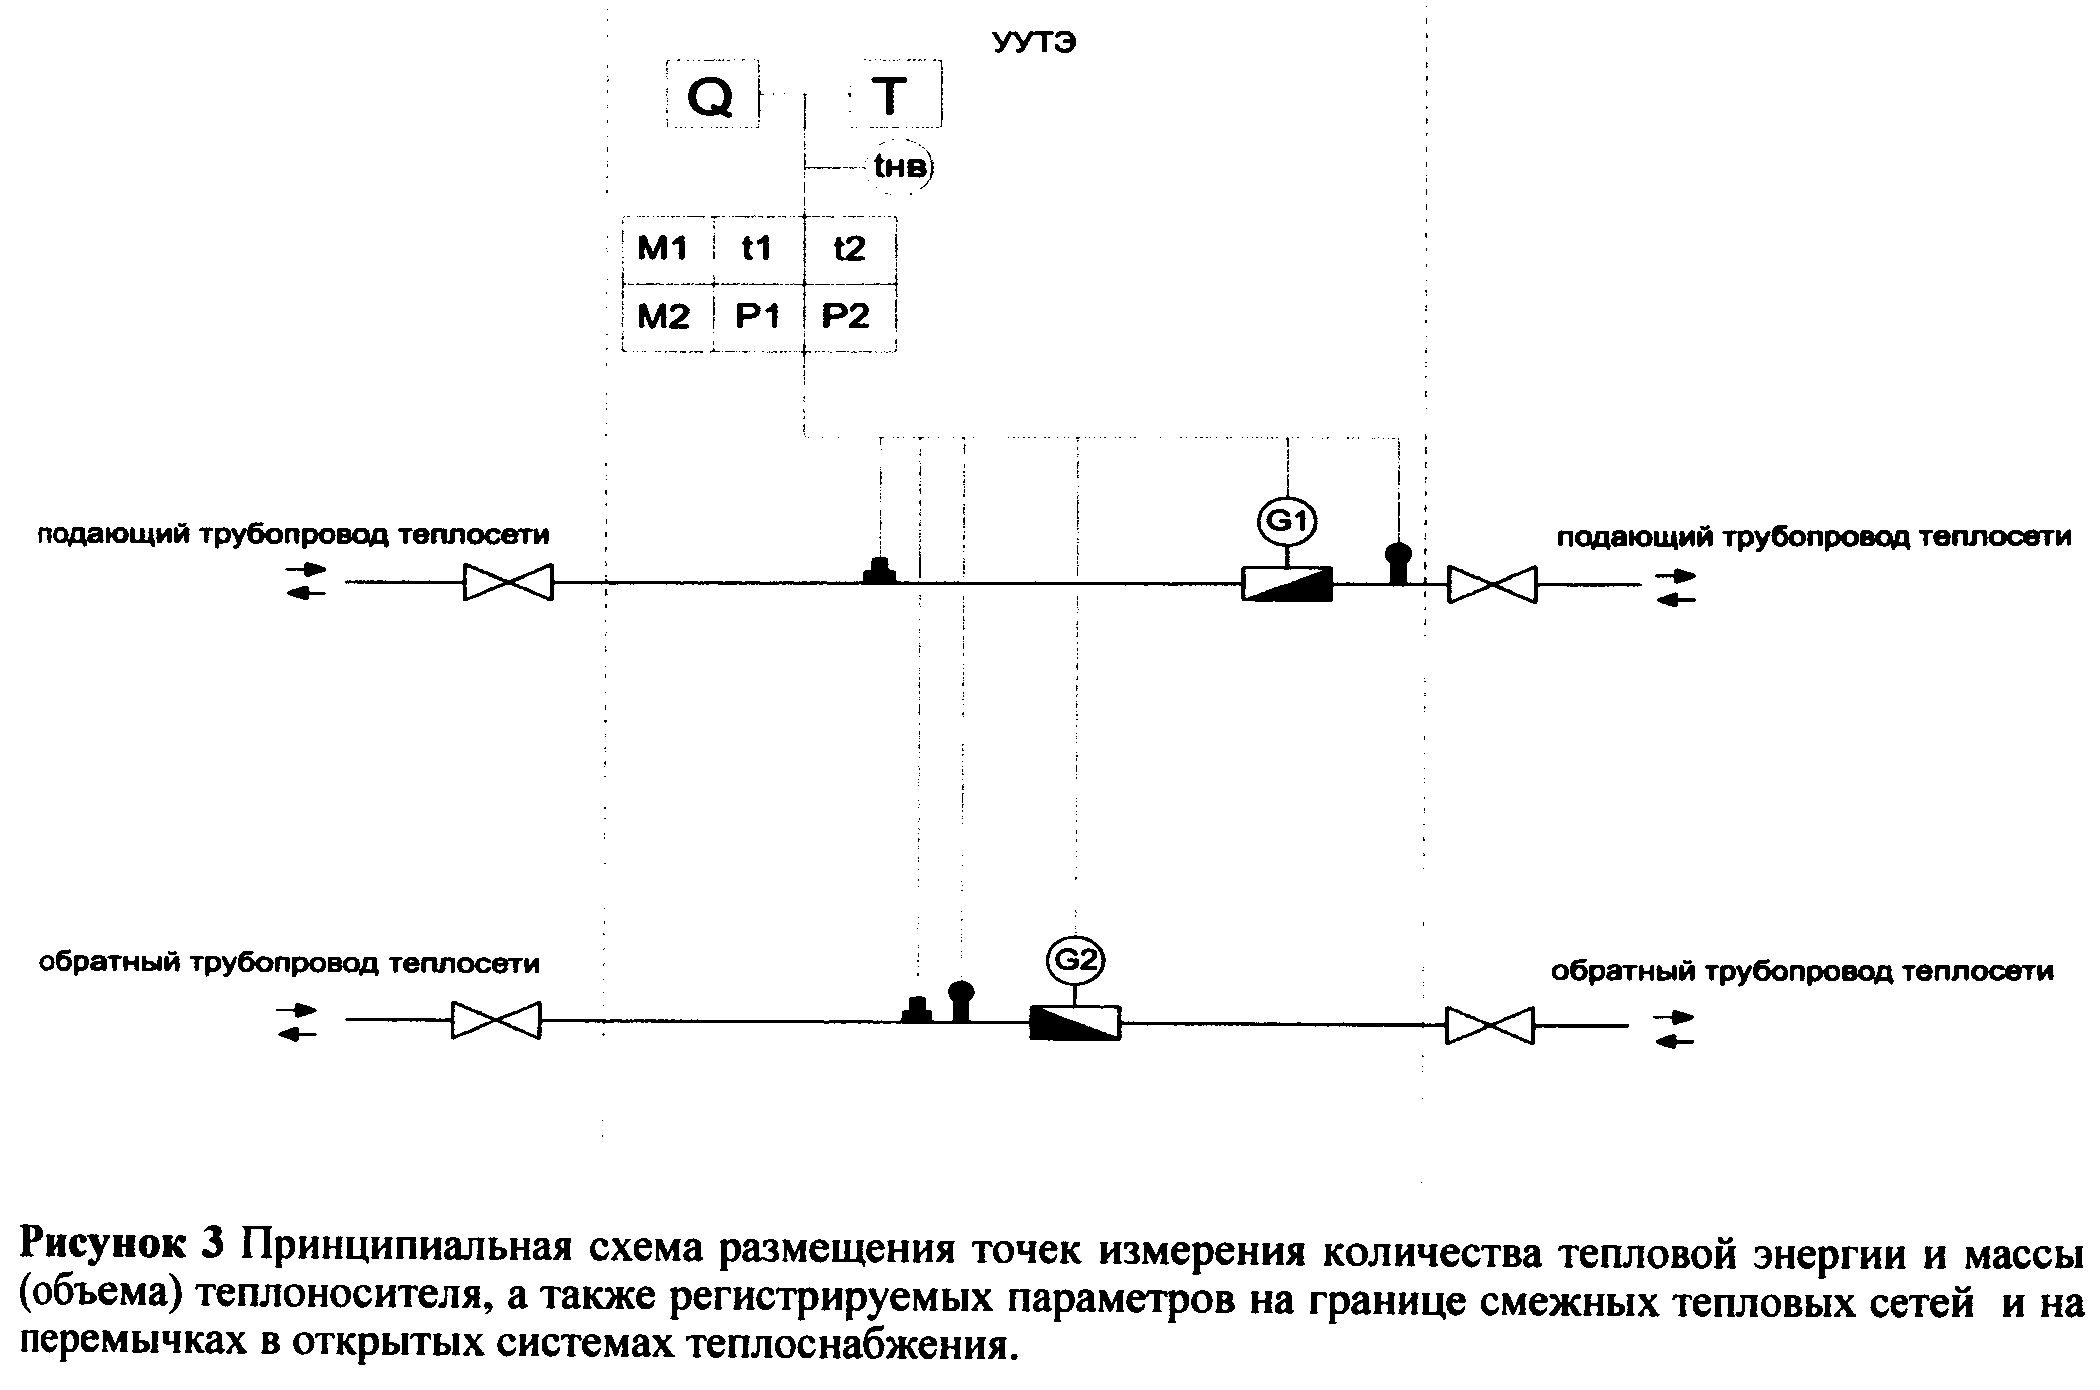 УУТЭ
Q T
tнв
M1 t1 t2
M2 P1 P2
G1
подающий трубопровод теплосети
подающий трубопровод теплосети
G2
обратный трубопровод теплосети
обратный трубопровод теплосети
Рисунок 3 Принципиальная схема размещения точек измерения количества тепловой энергии и массы
(объема) теплоносителя, а также регистрируемых параметров на границе смежных тепловых сетей и на
перемычках в открытых системах теплоснабжения.